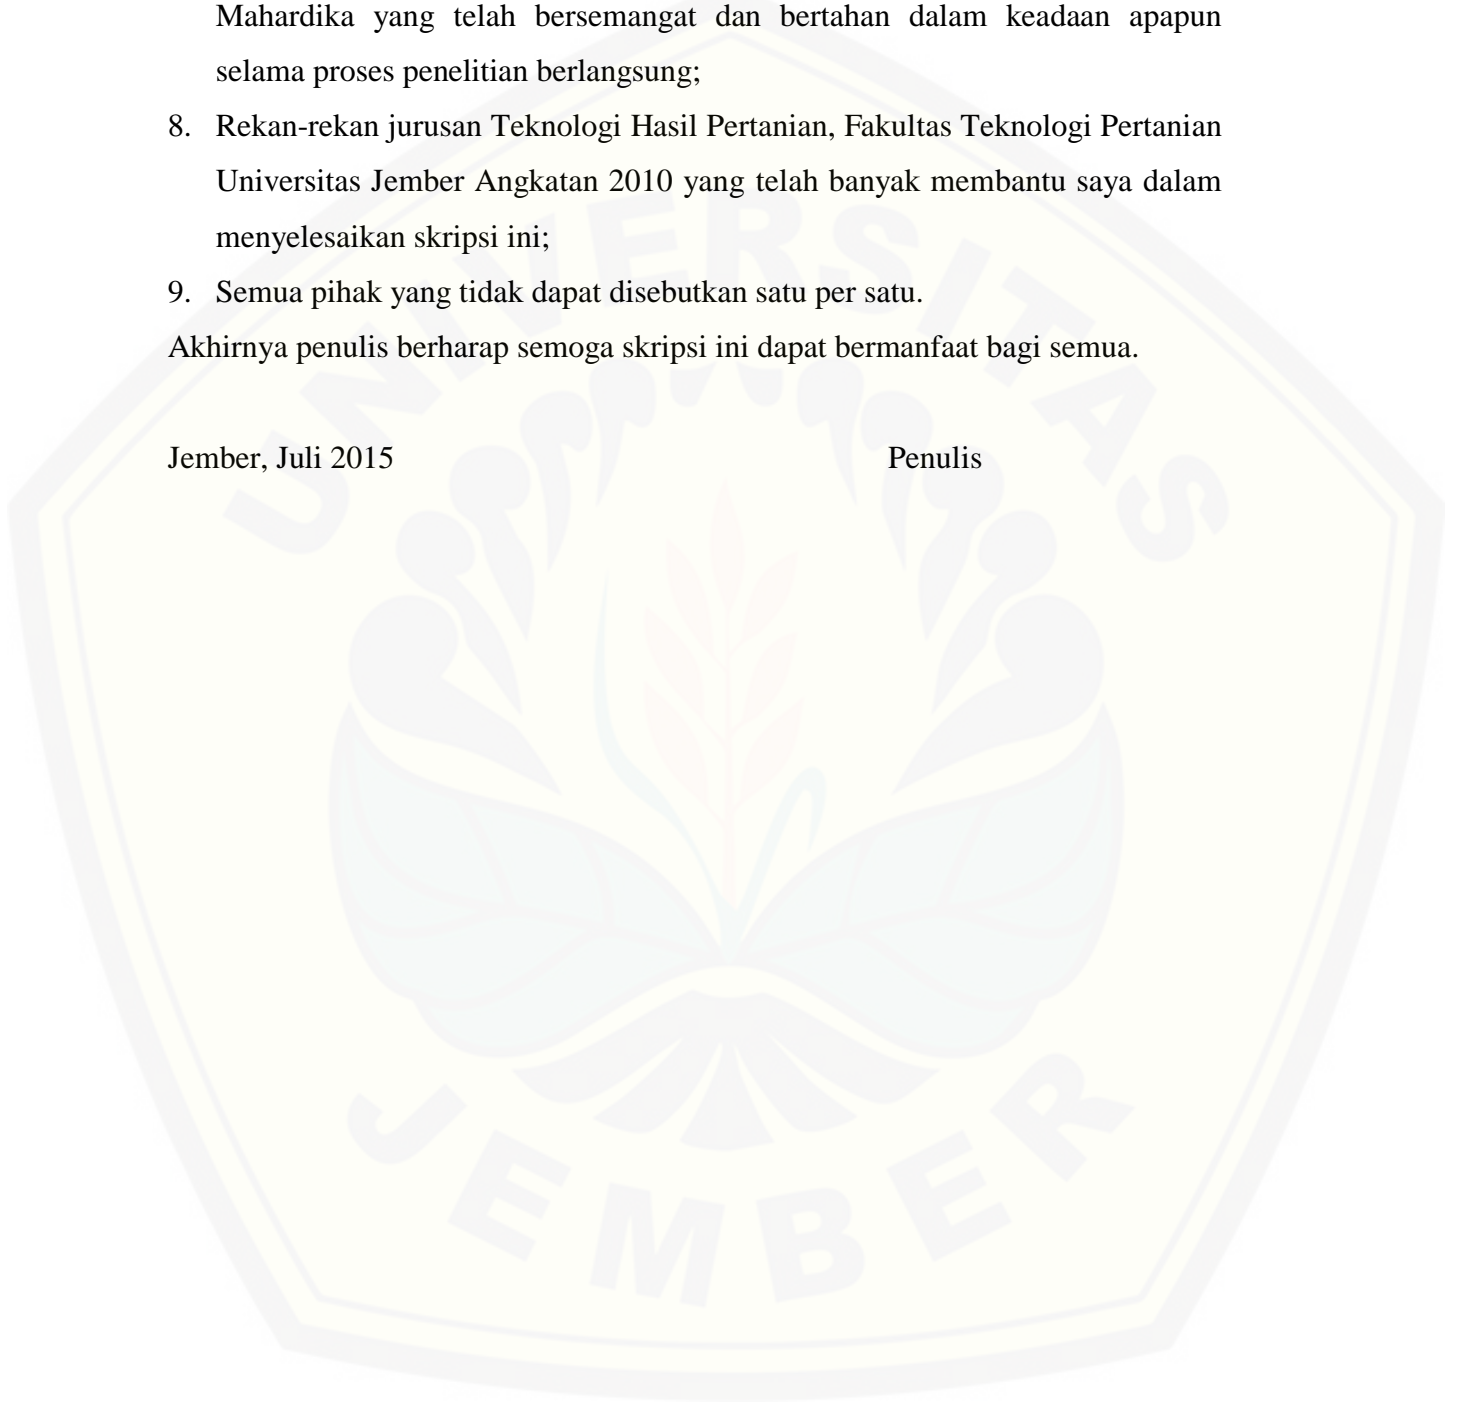 Mahardika yang telah bersemangat dan bertahan dalam keadaan apapun
selama proses penelitian berlangsung;
8. Rekan-rekan jurusan Teknologi Hasil Pertanian, Fakultas Teknologi Pertanian
Universitas Jember Angkatan 2010 yang telah banyak membantu saya dalam
menyelesaikan skripsi ini;
9. Semua pihak yang tidak dapat disebutkan satu per satu.
Akhirnya penulis berharap semoga skripsi ini dapat bermanfaat bagi semua.
Jember, Juli 2015 Penulis
UNIVERSITAS
JEMBER